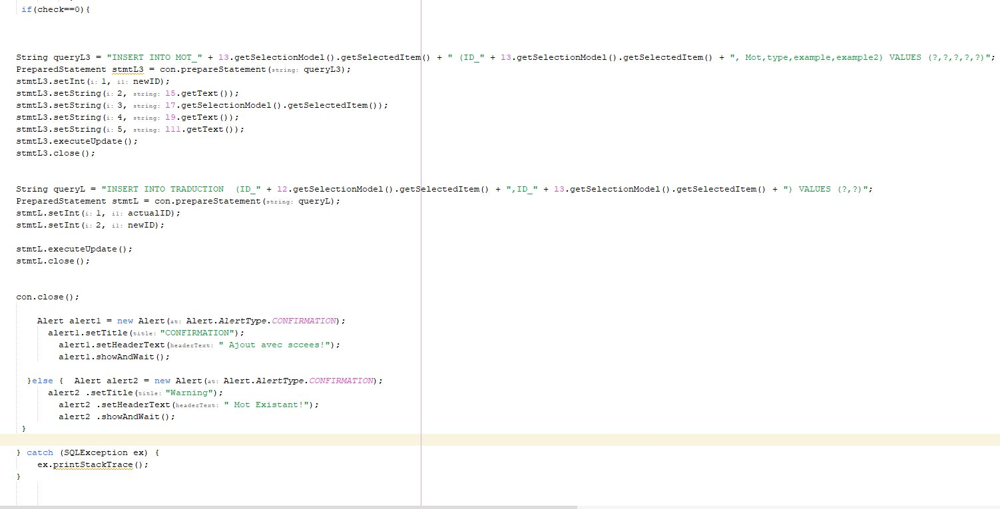 if(check==0){
String queryL3 = "INSERT INTO MOT_" + l3.getSelectionModel().getSelectedItem() + " (ID_" + l3.getSelectionModel().getSelectedItem() + ", Mot,type,example,example2) VALUES (?,?,?,?,?)";
PreparedStatement stmtL3 = con.prepareStatement(string: queryL3);
stmtL3.setInt(i: 1, i1: newID);
stmtL3.setString(i: 2, string: l5.getText());
stmtL3.setString(i: 3, string: l7.getSelectionModel().getSelectedItem());
stmtL3.setString(i: 4, string: l9.getText());
stmtL3.setString(i: 5, string: l11.getText());
stmtL3.executeUpdate();
stmtL3.close();
String queryL = "INSERT INTO TRADUCTION  (ID_" + l2.getSelectionModel().getSelectedItem() + ",ID_" + l3.getSelectionModel().getSelectedItem() + ") VALUES (?,?)";
PreparedStatement stmtL = con.prepareStatement(string: queryL);
stmtL.setInt(i: 1, i1: actualID);
stmtL.setInt(i: 2, i1: newID);
stmtL.executeUpdate();
stmtL.close();
con.close();
Alert alert1 = new Alert(at: Alert.AlertType.CONFIRMATION);
alert1.setTitle(title: "CONFIRMATION");
alert1.setHeaderText(headerText: " Ajout avec sccees!");
alert1.showAndWait();
}else {  Alert alert2 = new Alert(at: Alert.AlertType.CONFIRMATION);
alert2 .setTitle(title: "Warning");
alert2 .setHeaderText(headerText: " Mot Existant!");
alert2 .showAndWait();
}
} catch (SQLException ex) {
ex.printStackTrace();
}